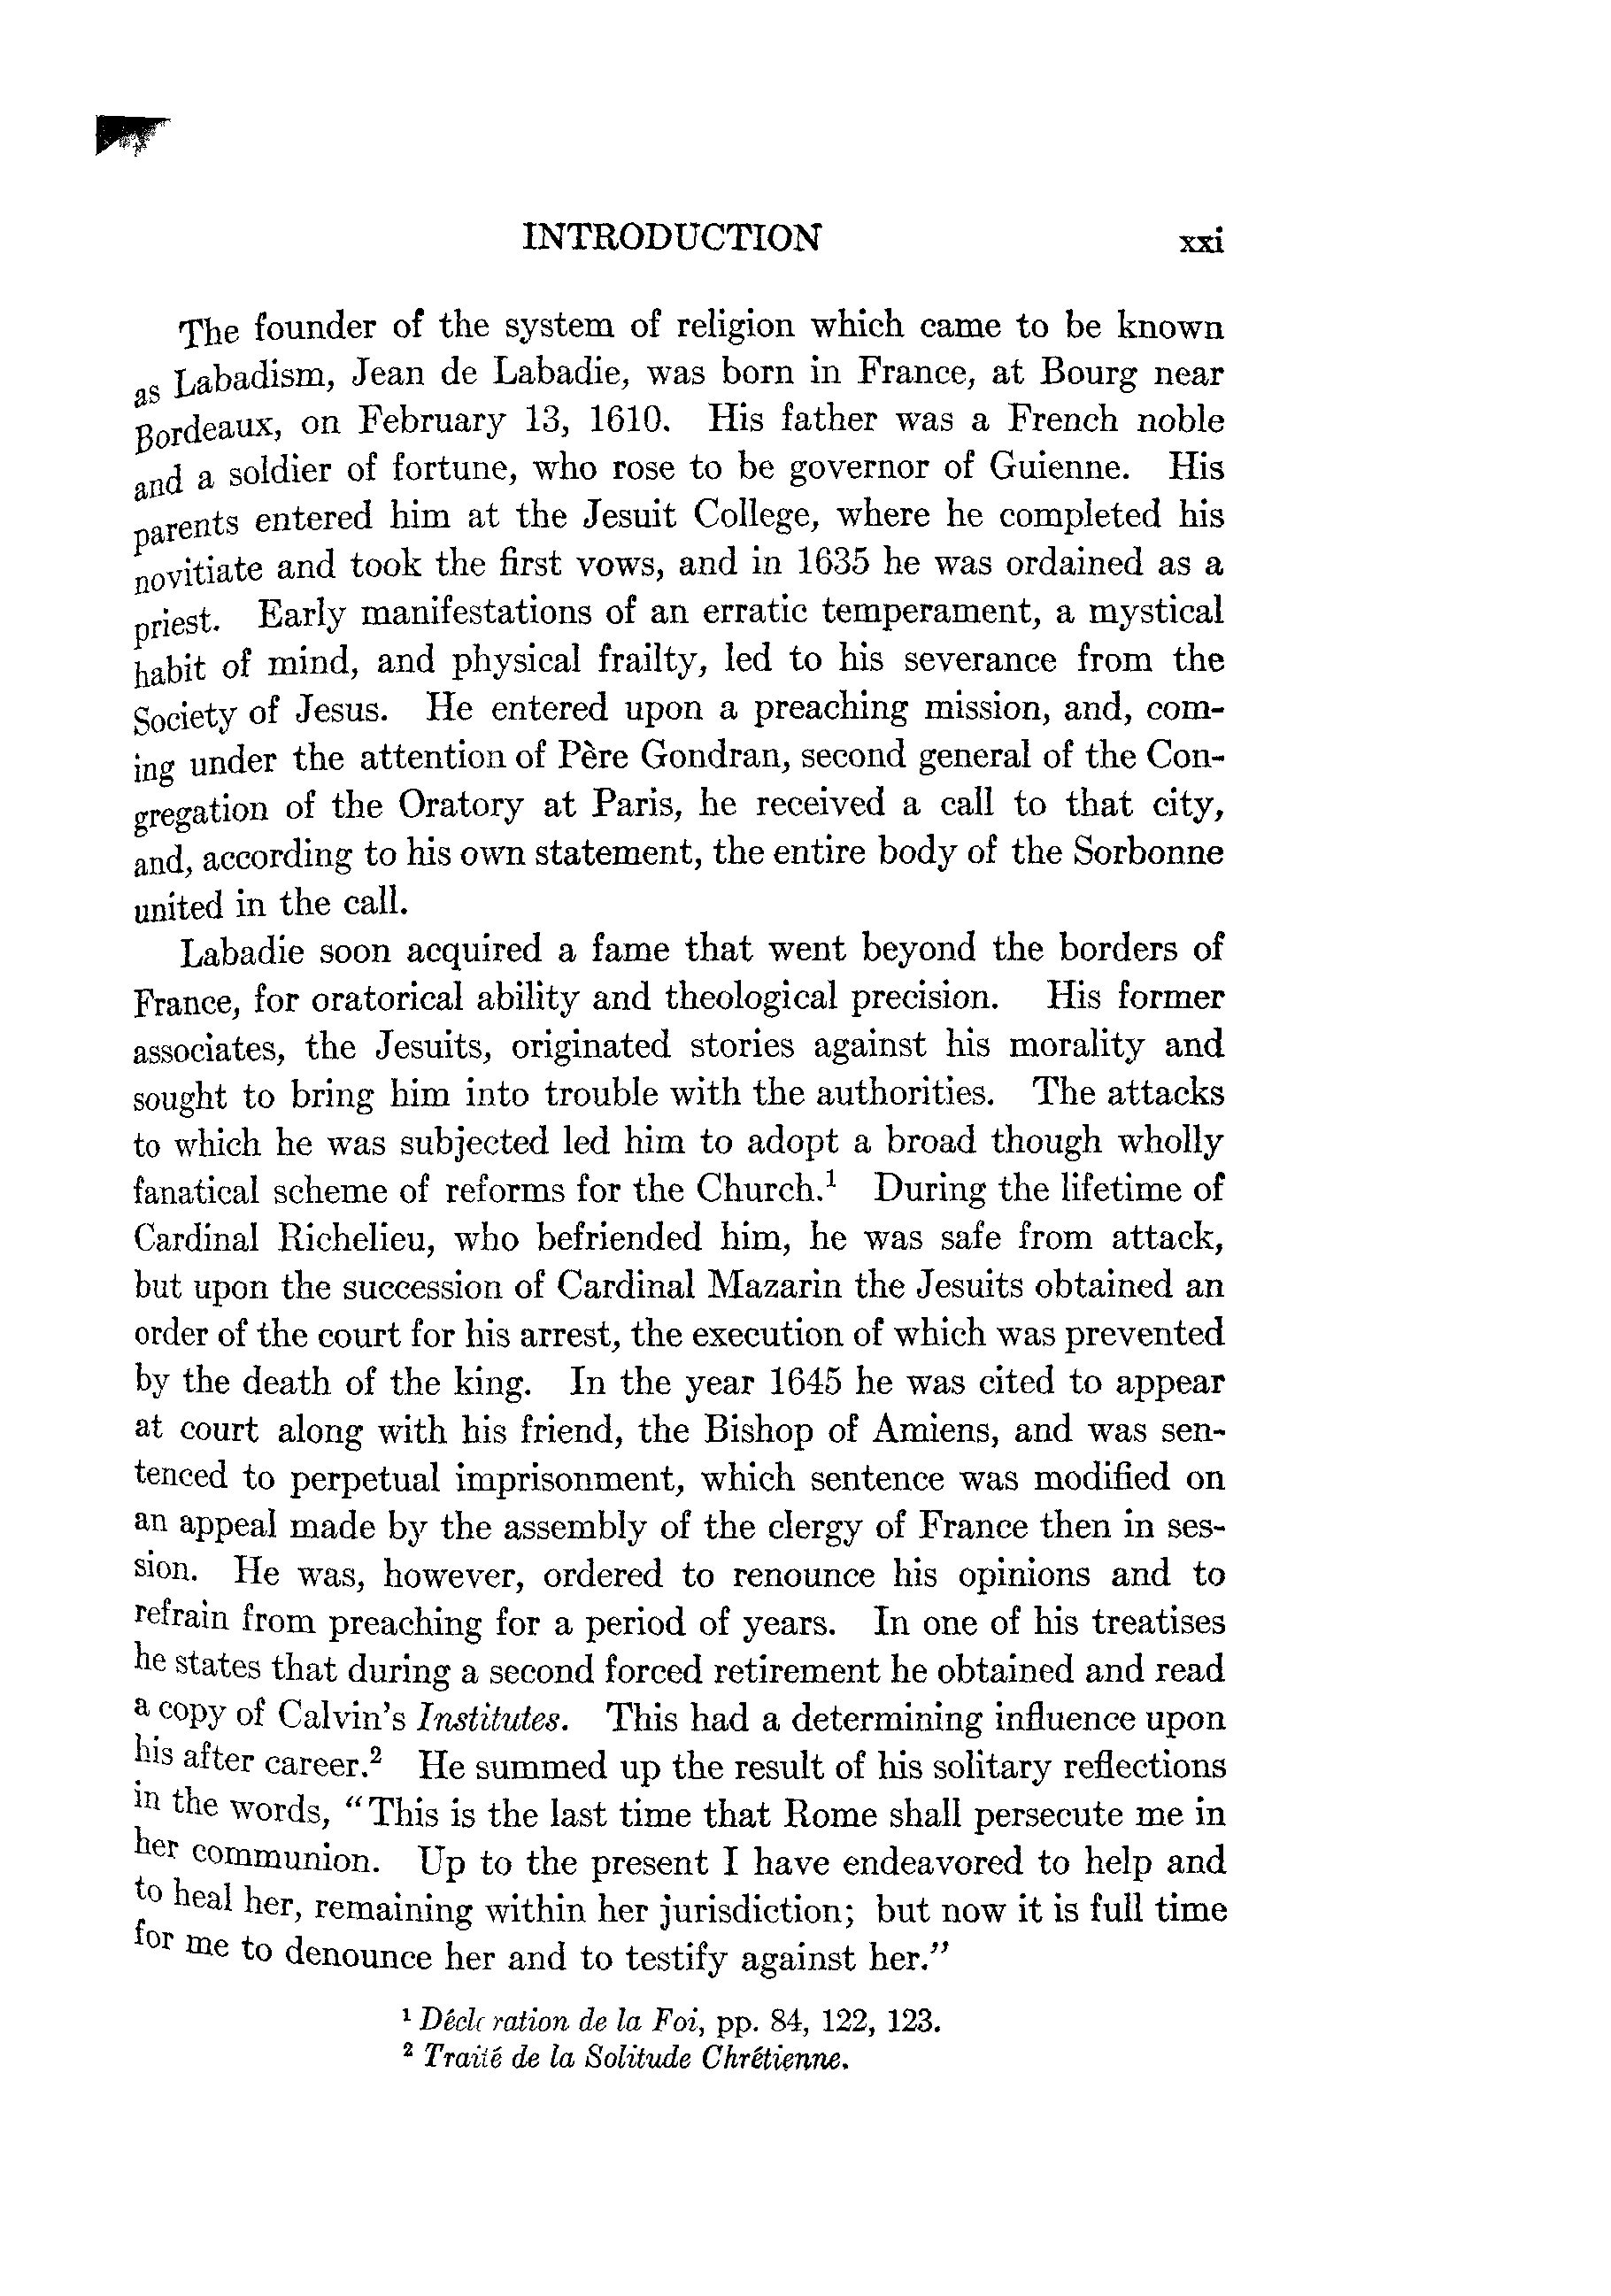 INTRODUCTION xxi
The founder of the system of religion which came to be known
as Labadism, Jean de Labadie, was born in France, at Bourg near
Bordeaux, on February 13, 1610. His father was a French noble
and a soldier of fortune, who rose to be governor of Guienne. His
parents entered him at the Jesuit College, where he completed his
novitiate and took the first vows, and in 1635 he was ordained as a
priest. Early manifestations of an erratic temperament, a mystical
habit of mind, and physical frailty, led to his severance from the
Society of Jesus. He entered upon a preaching mission, and, com-
ing under the attention of Père Gondran, second general of the Con-
gregation of the Oratory at Paris, he received a call to that city,
and, according to his own statement, the entire body of the Sorbonne
united in the call.
Labadie soon acquired a fame that went beyond the borders of
France, for oratorical ability and theological precision. His former
associates, the Jesuits, originated stories against his morality and
sought to bring him into trouble with the authorities. The attacks
to which he was subjected led him to adopt a broad though wholly
fanatical scheme of reforms for the Church.¹ During the lifetime of
Cardinal Richelieu, who befriended him, he was safe from attack,
but upon the succession of Cardinal Mazarin the Jesuits obtained an
order of the court for his arrest, the execution of which was prevented
by the death of the king. In the year 1645 he was cited to appear
at court along with his friend, the Bishop of Amiens, and was sen-
tenced to perpetual imprisonment, which sentence was modified on
an appeal made by the assembly of the clergy of France then in ses-
sion. He was, however, ordered to renounce his opinions and to
refrain from preaching for a period of years. In one of his treatises
he states that during a second forced retirement he obtained and read
a copy of Calvin's Institutes. This had a determining influence upon
his after career.² He summed up the result of his solitary reflections
in the words, "This is the last time that Rome shall persecute me in
her communion. Up to the present I have endeavored to help and
to heal her, remaining within her jurisdiction; but now it is full time
for me to denounce her and to testify against her."
¹ Déclaration de la Foi, pp. 84, 122, 123.
² Traité de la Solitude Chrétienne.